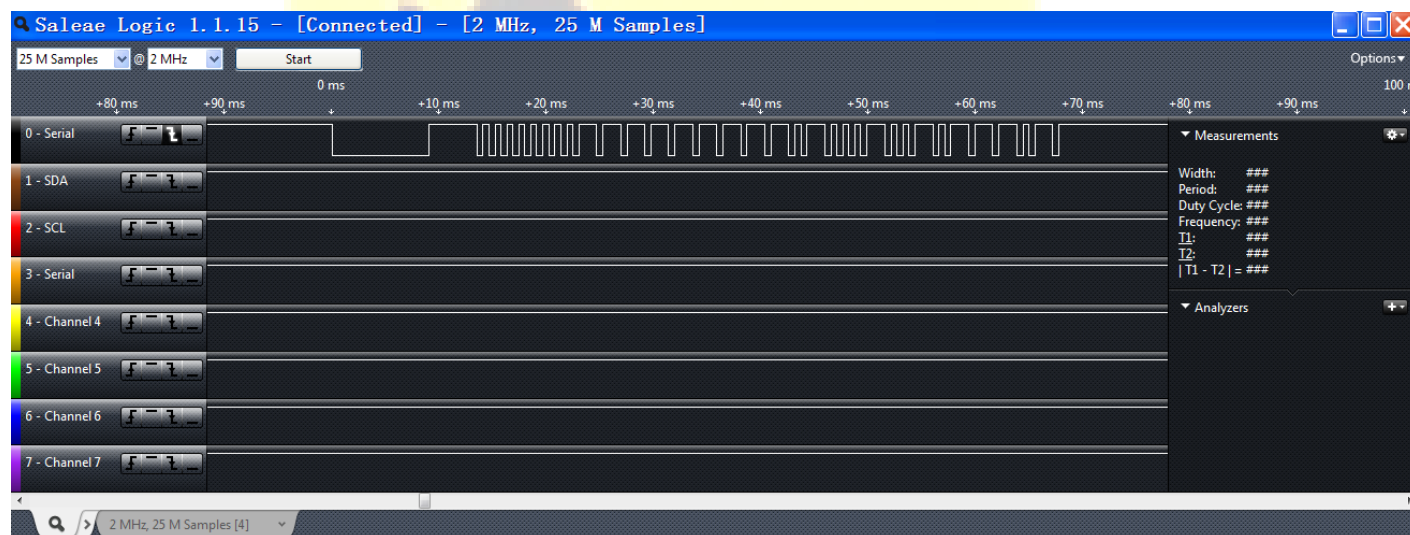 Saleae Logic 1.1.15 - [Connected] - [2 MHz, 25 M Samples]
25 M Samples @ 2 MHz Start Options▾
0 ms 100
+80 ms +90 ms +10 ms +20 ms +30 ms +40 ms +50 ms +60 ms +70 ms +80 ms +90 ms
0 - Serial
1 - SDA
2 - SCL
3 - Serial
4 - Channel 4
5 - Channel 5
6 - Channel 6
7 - Channel 7
▾ Measurements
Width: ###
Period: ###
Duty Cycle: ###
Frequency: ###
T1: ###
T2: ###
| T1 - T2 | = ###
▾ Analyzers
2 MHz, 25 M Samples [4]